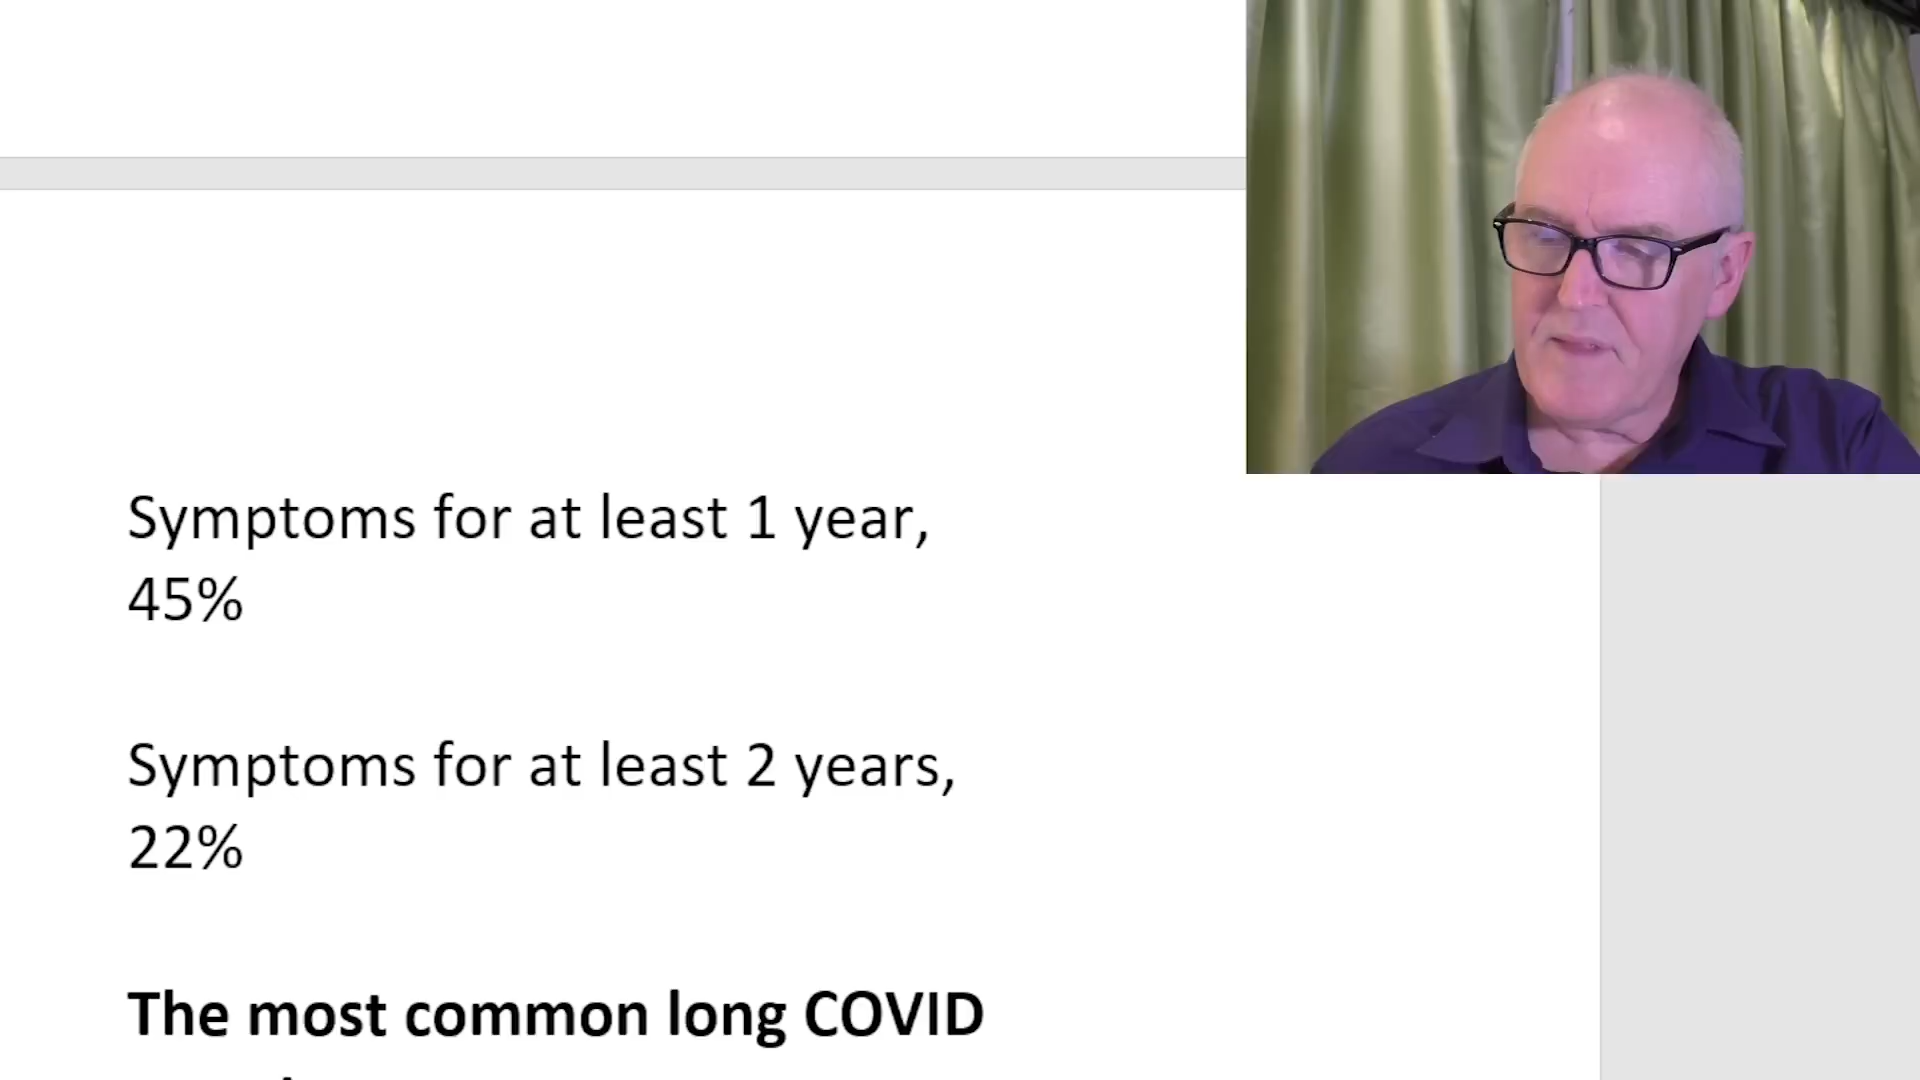 Symptoms for at least 1 year,
45%
Symptoms for at least 2 years,
22%
The most common long COVID